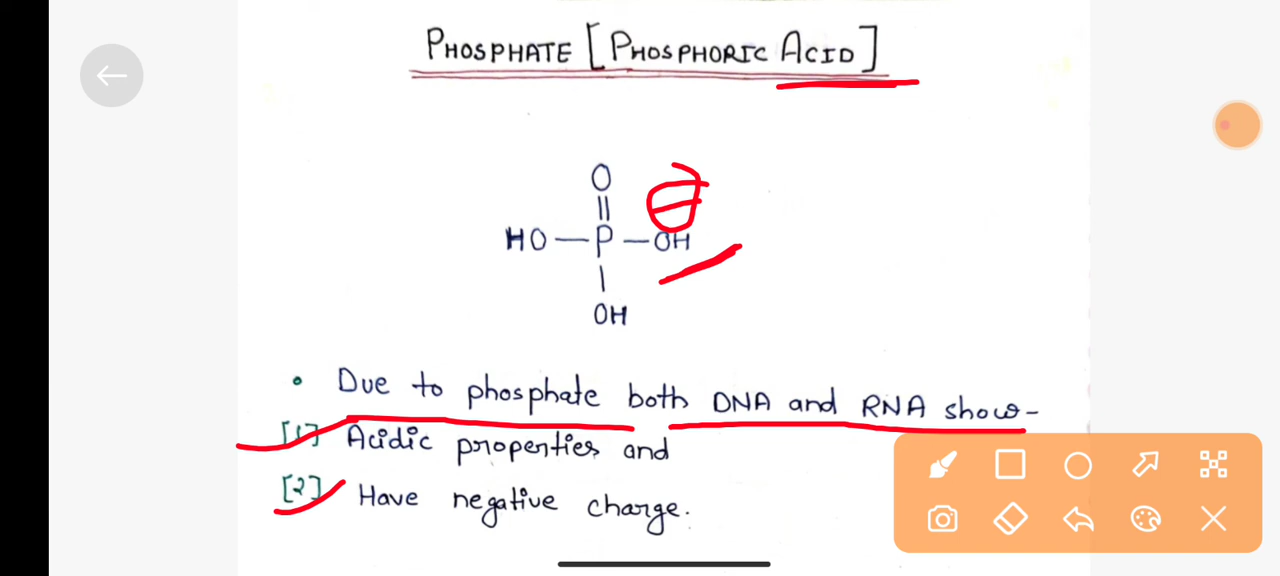 PHOSPHATE [PHOSPHORIC ACID]
O
HO—P—OH
OH
• Due to phosphate both DNA and RNA show-
[1] Acidic properties and
[2] Have negative charge.